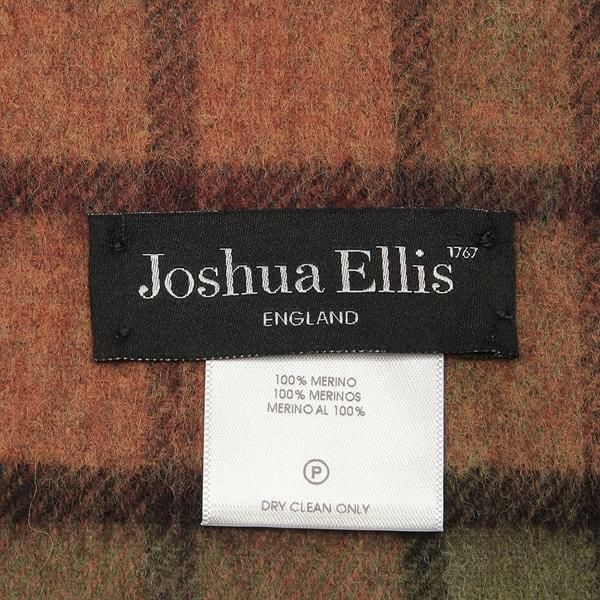 Joshua Ellis 1767
ENGLAND
100% MERINO
100% MERINOS
MERINO AL 100%
P
DRY CLEAN ONLY